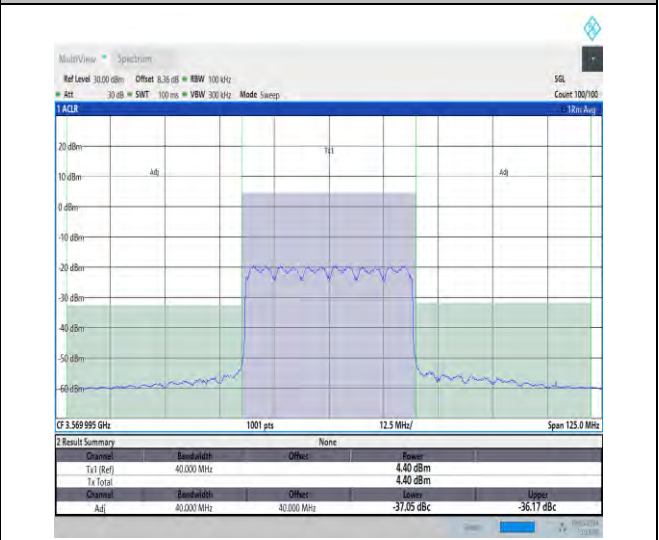 MultiView Spectrum
Ref Level 30.00 dBm Offset 8.36 dB RBW 100 kHz SGL
Att 30 dB SWT 100 ms VBW 300 kHz Mode Sweep Count 100/100
1 ACLR 1Rm Avg
20 dBm
Tx1
10 dBm
Adj
Adj
0 dBm
-10 dBm
-20 dBm
-30 dBm
-40 dBm
-50 dBm
-60 dBm
CF 3.569 995 GHz 1001 pts 12.5 MHz/ Span 125.0 MHz
2 Result Summary None
Channel Bandwidth Offset Power
Tx1 (Ref) 40.000 MHz 4.40 dBm
Tx Total 4.40 dBm
Channel Bandwidth Offset Lower Upper
Adj 40.000 MHz 40.000 MHz -37.05 dBc -36.17 dBc